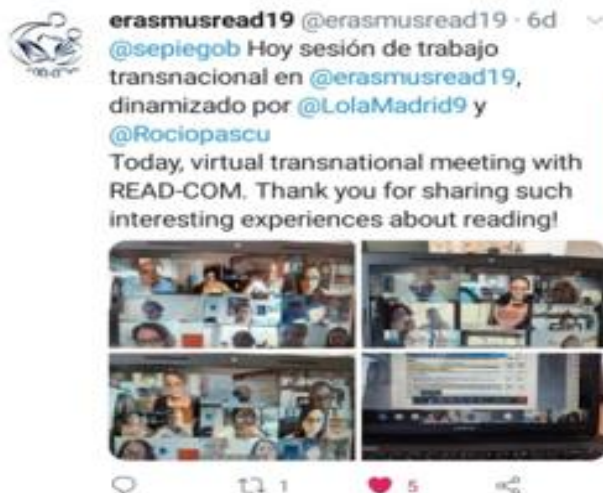 erasmusread19 @erasmusread19 · 6d
@sepiegob Hoy sesión de trabajo
transnacional en @erasmusread19,
dinamizado por @LolaMadrid9 y
@Rociopascu
Today, virtual transnational meeting with
READ-COM. Thank you for sharing such
interesting experiences about reading!
1
5